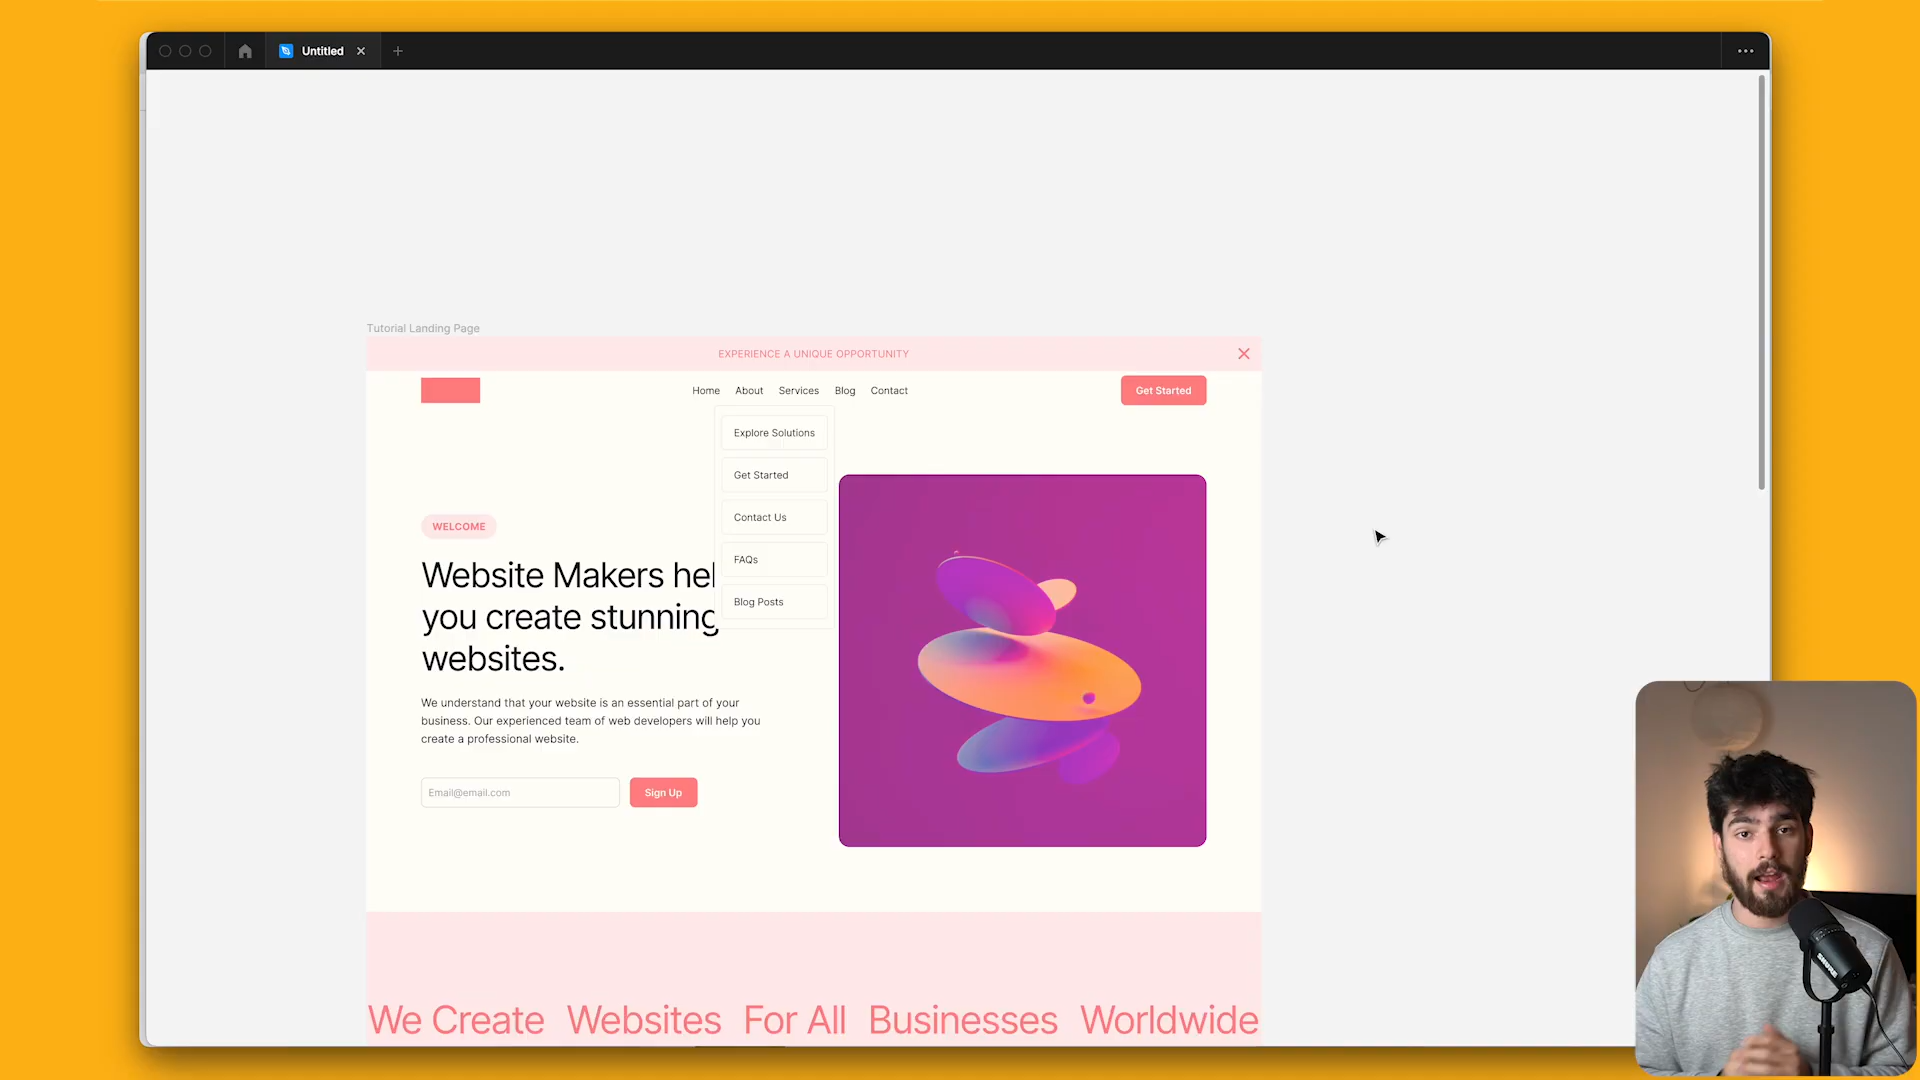 Untitled
Tutorial Landing Page
EXPERIENCE A UNIQUE OPPORTUNITY
Home About Services Blog Contact
Get Started
Explore Solutions
Get Started
Contact Us
FAQs
Blog Posts
WELCOME
Website Makers hel
you create stunning
websites.
We understand that your website is an essential part of your
business. Our experienced team of web developers will help you
create a professional website.
Email@email.com
Sign Up
We Create Websites For All Businesses Worldwide
SHURE